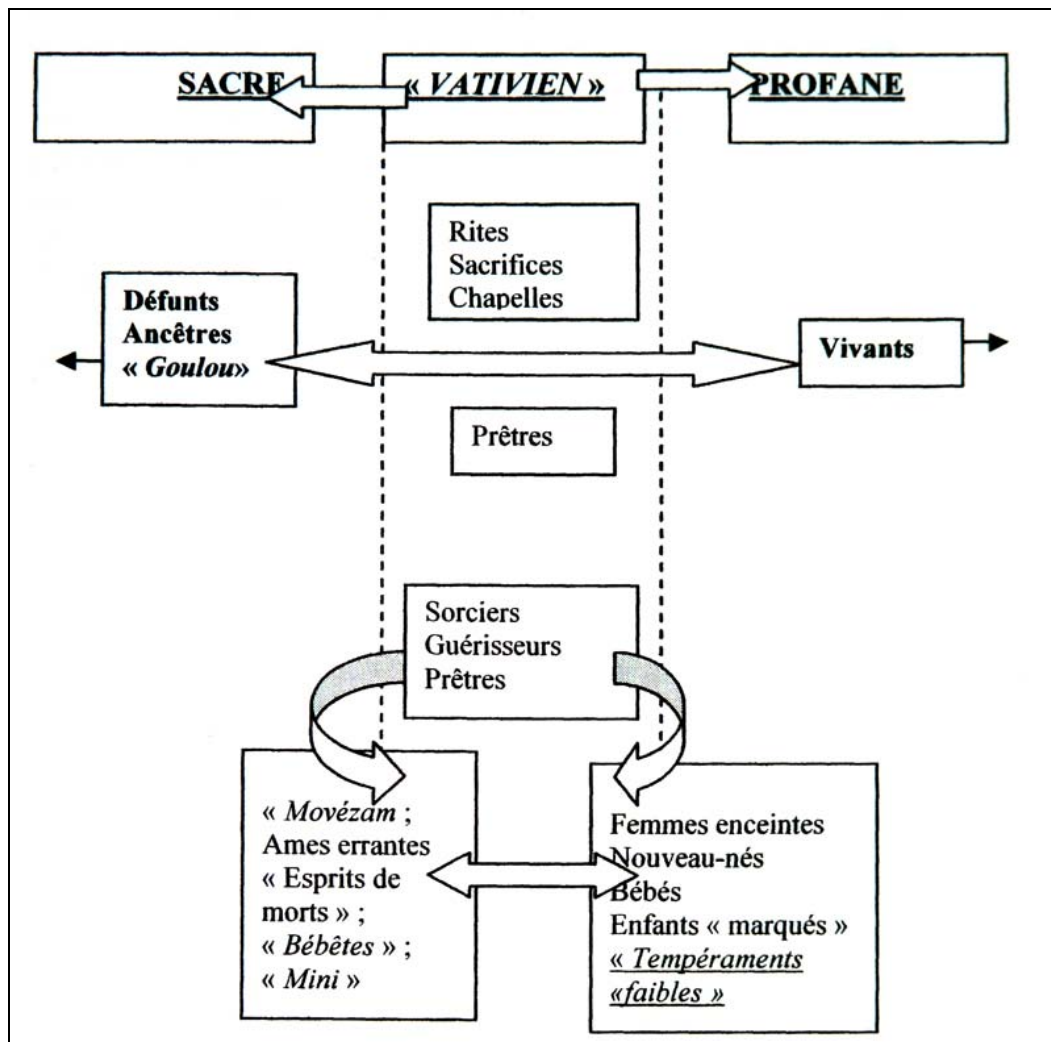 SACRE
« VATIVIEN »
PROFANE
Rites
Sacrifices
Chapelles
Défunts
Ancêtres
« Goulou»
Vivants
Prêtres
Sorciers
Guérisseurs
Prêtres
« Movézam ;
Ames errantes
« Esprits de
morts » ;
« Bébêtes » ;
« Mini »
Femmes enceintes
Nouveau-nés
Bébés
Enfants « marqués »
« Tempéraments
«faibles »